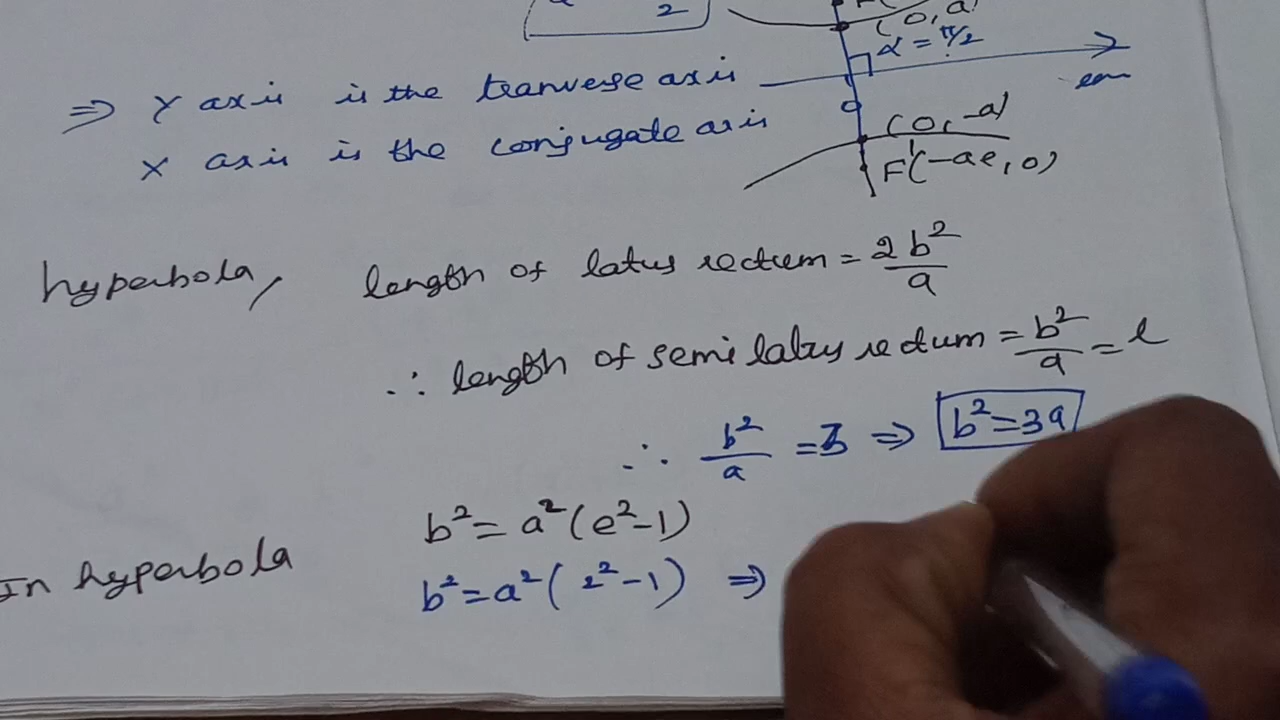 2
(0, a)
α = π/2
⇒ Y axis is the tranverse axis
X axis is the conjugate axis
0
(0, -a)
F'(-ae, 0)
hyperbola, length of latus rectum = 2b²/a
∴ length of semi latus rectum = b²/a = l
∴ b²/a = 3 ⇒ b² = 3a
b² = a²(e²-1)
In hyperbola
b² = a²(2²-1) ⇒